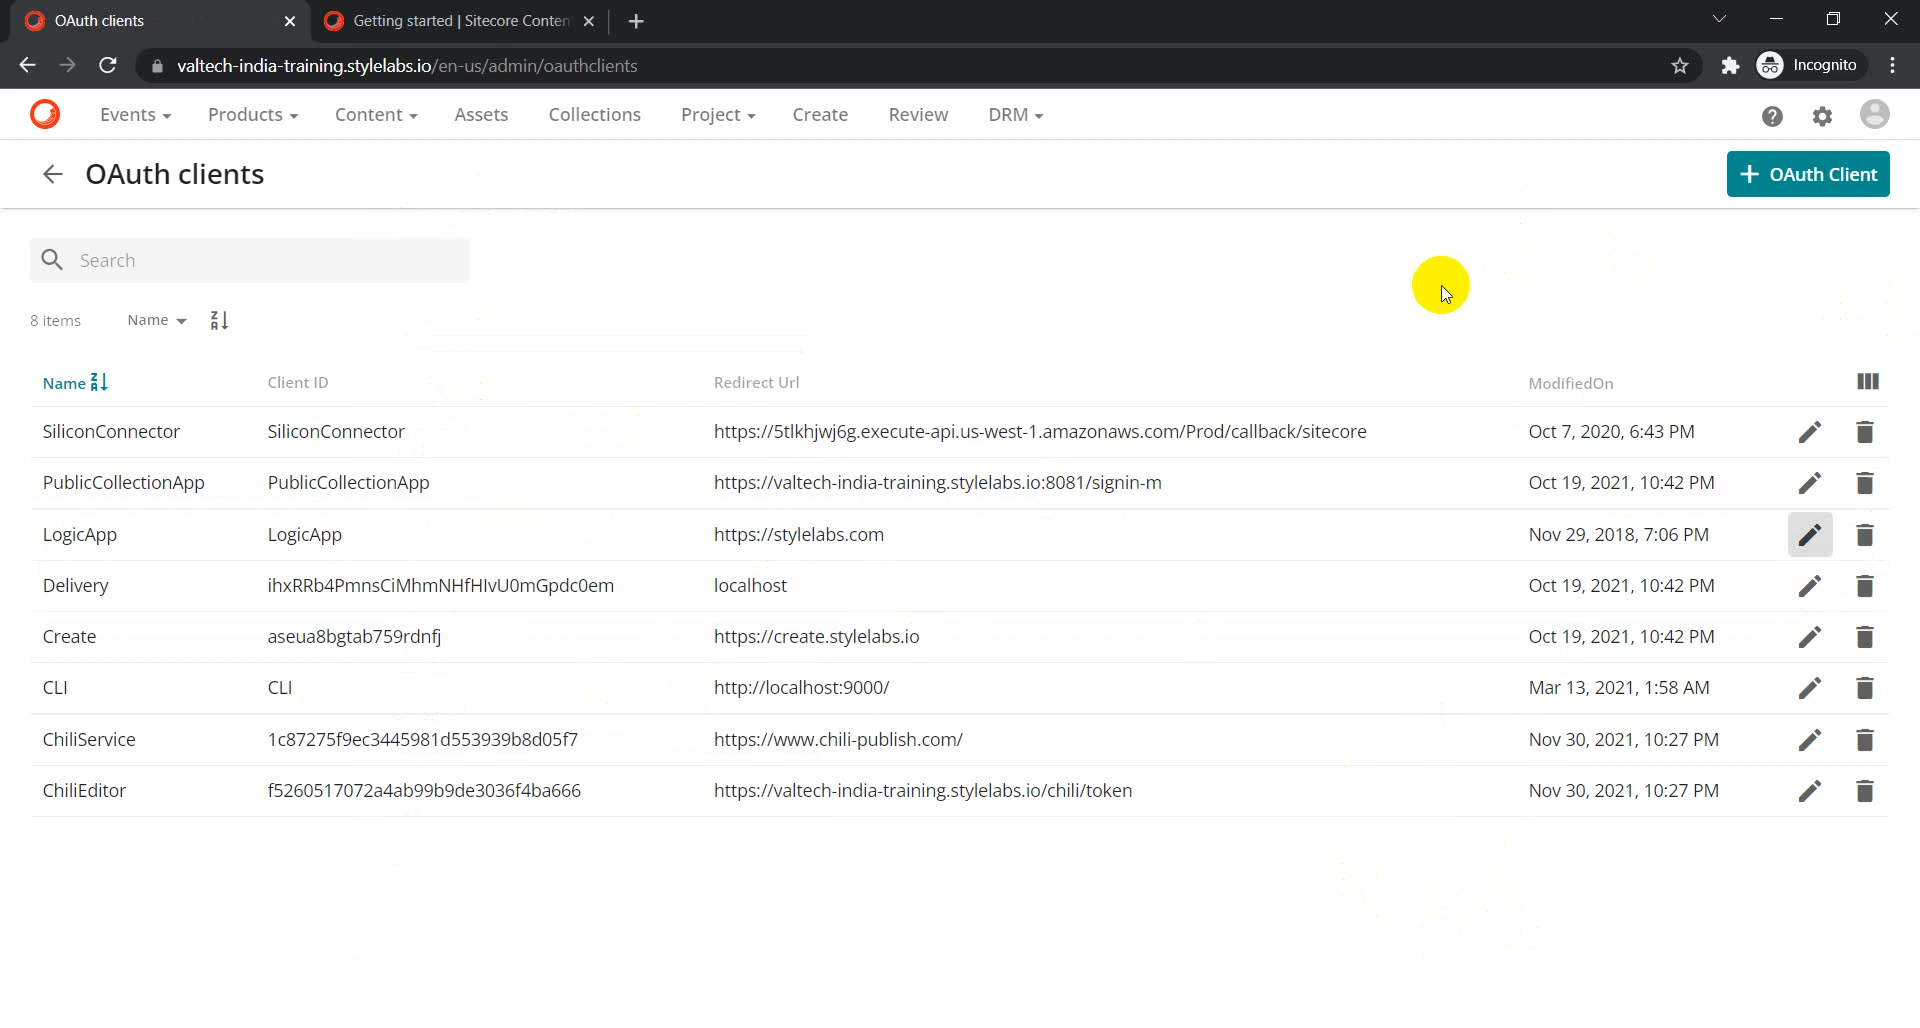 OAuth clients
Getting started | Sitecore Conten
valtech-india-training.stylelabs.io/en-us/admin/oauthclients
Incognito
Events Products Content Assets Collections Project Create Review DRM
OAuth clients
OAuth Client
Search
8 items Name
Name Client ID Redirect Url ModifiedOn
SiliconConnector SiliconConnector https://5tlkhjwj6g.execute-api.us-west-1.amazonaws.com/Prod/callback/sitecore Oct 7, 2020, 6:43 PM
PublicCollectionApp PublicCollectionApp https://valtech-india-training.stylelabs.io:8081/signin-m Oct 19, 2021, 10:42 PM
LogicApp LogicApp https://stylelabs.com Nov 29, 2018, 7:06 PM
Delivery ihxRRb4PmnsCiMhmNHfHIvU0mGpdc0em localhost Oct 19, 2021, 10:42 PM
Create aseua8bgtab759rdnfj https://create.stylelabs.io Oct 19, 2021, 10:42 PM
CLI CLI http://localhost:9000/ Mar 13, 2021, 1:58 AM
ChiliService 1c87275f9ec3445981d553939b8d05f7 https://www.chili-publish.com/ Nov 30, 2021, 10:27 PM
ChiliEditor f5260517072a4ab99b9de3036f4ba666 https://valtech-india-training.stylelabs.io/chili/token Nov 30, 2021, 10:27 PM